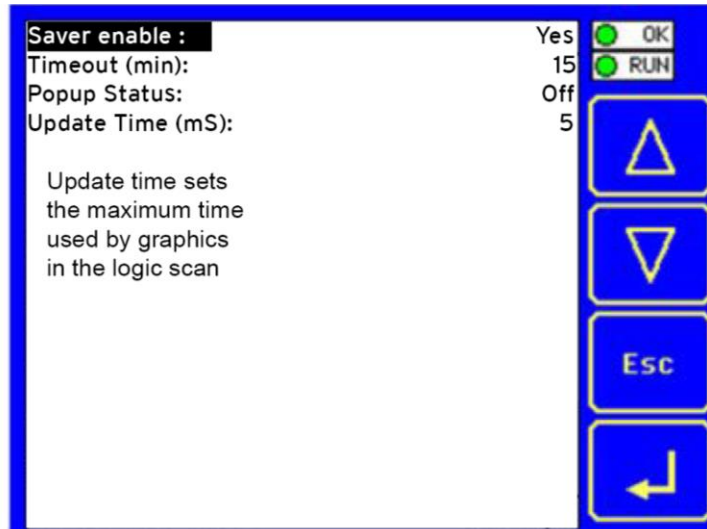 Saver enable : Yes
Timeout (min): 15
Popup Status: Off
Update Time (mS): 5
Update time sets
the maximum time
used by graphics
in the logic scan
OK
RUN
Esc